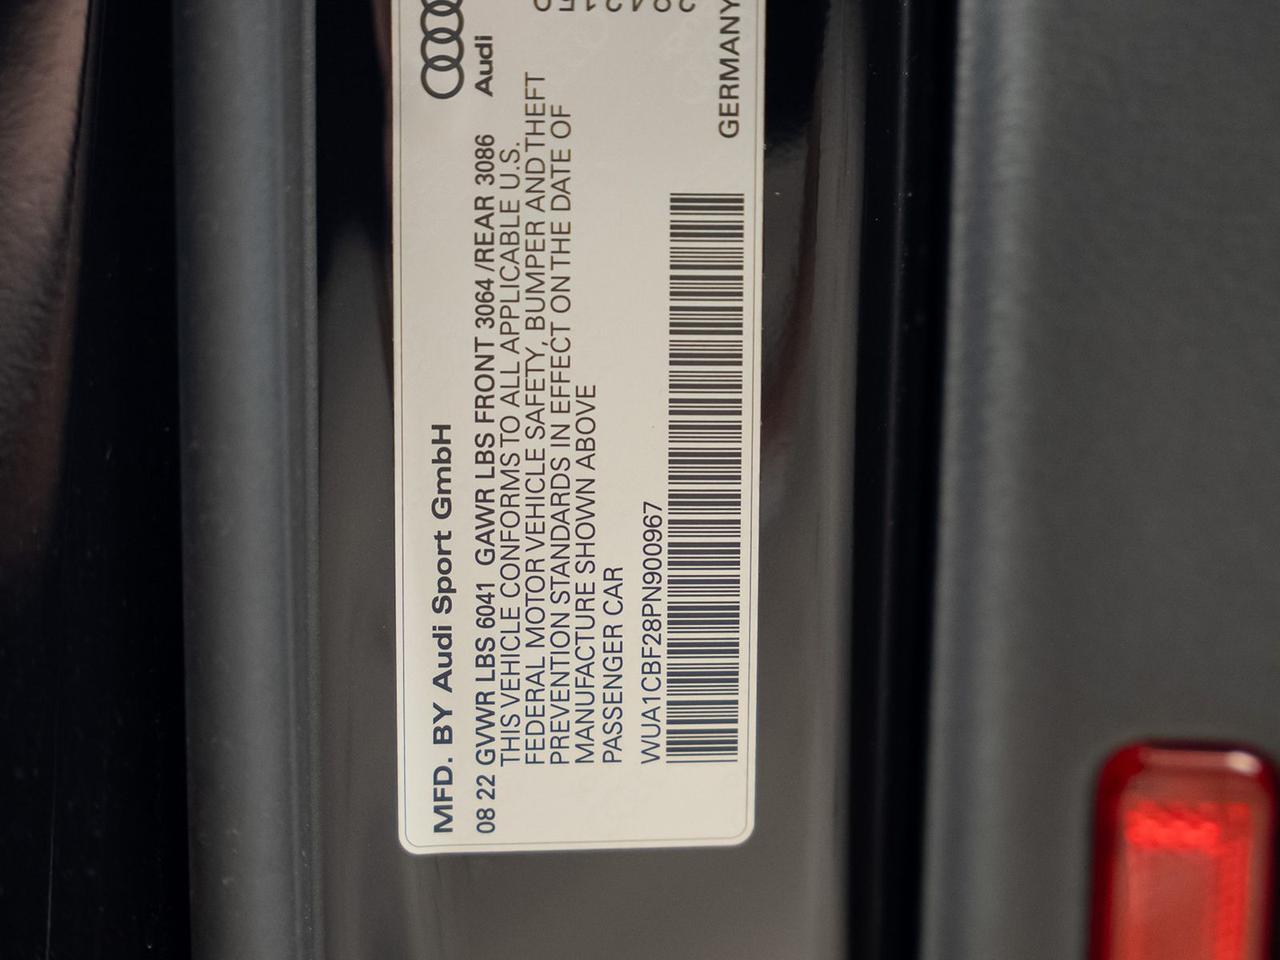 MFD. BY Audi Sport GmbH
08 22 GVWR LBS 6041 GAWR LBS FRONT 3064 /REAR 3086
THIS VEHICLE CONFORMS TO ALL APPLICABLE U.S.
FEDERAL MOTOR VEHICLE SAFETY, BUMPER AND THEFT
PREVENTION STANDARDS IN EFFECT ON THE DATE OF
MANUFACTURE SHOWN ABOVE
PASSENGER CAR
WUA1CBF28PN900967
Audi
GERMANY